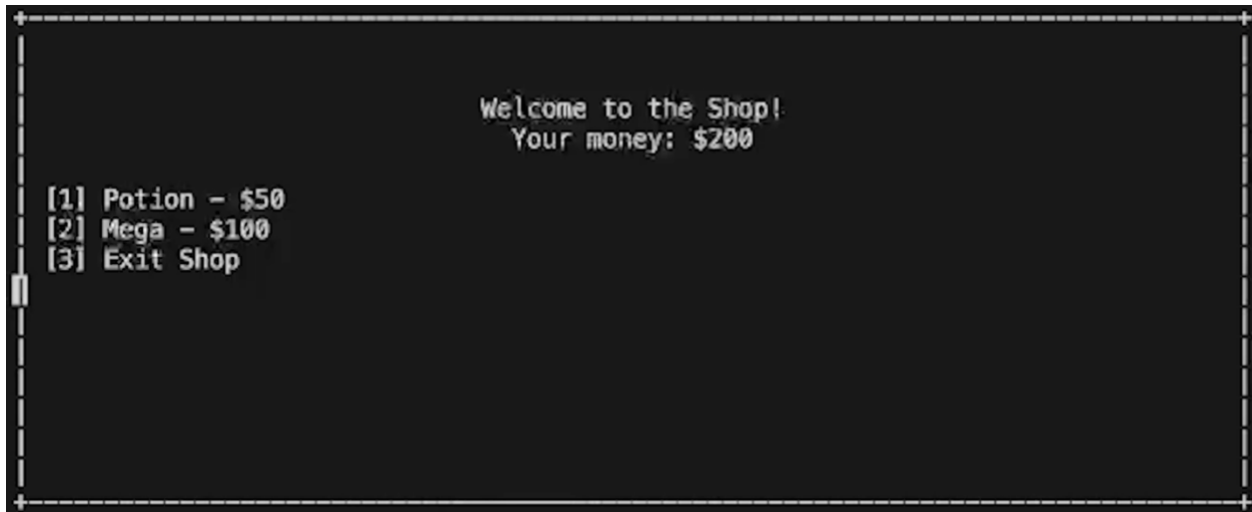 Welcome to the Shop!
Your money: $200
[1] Potion - $50
[2] Mega - $100
[3] Exit Shop